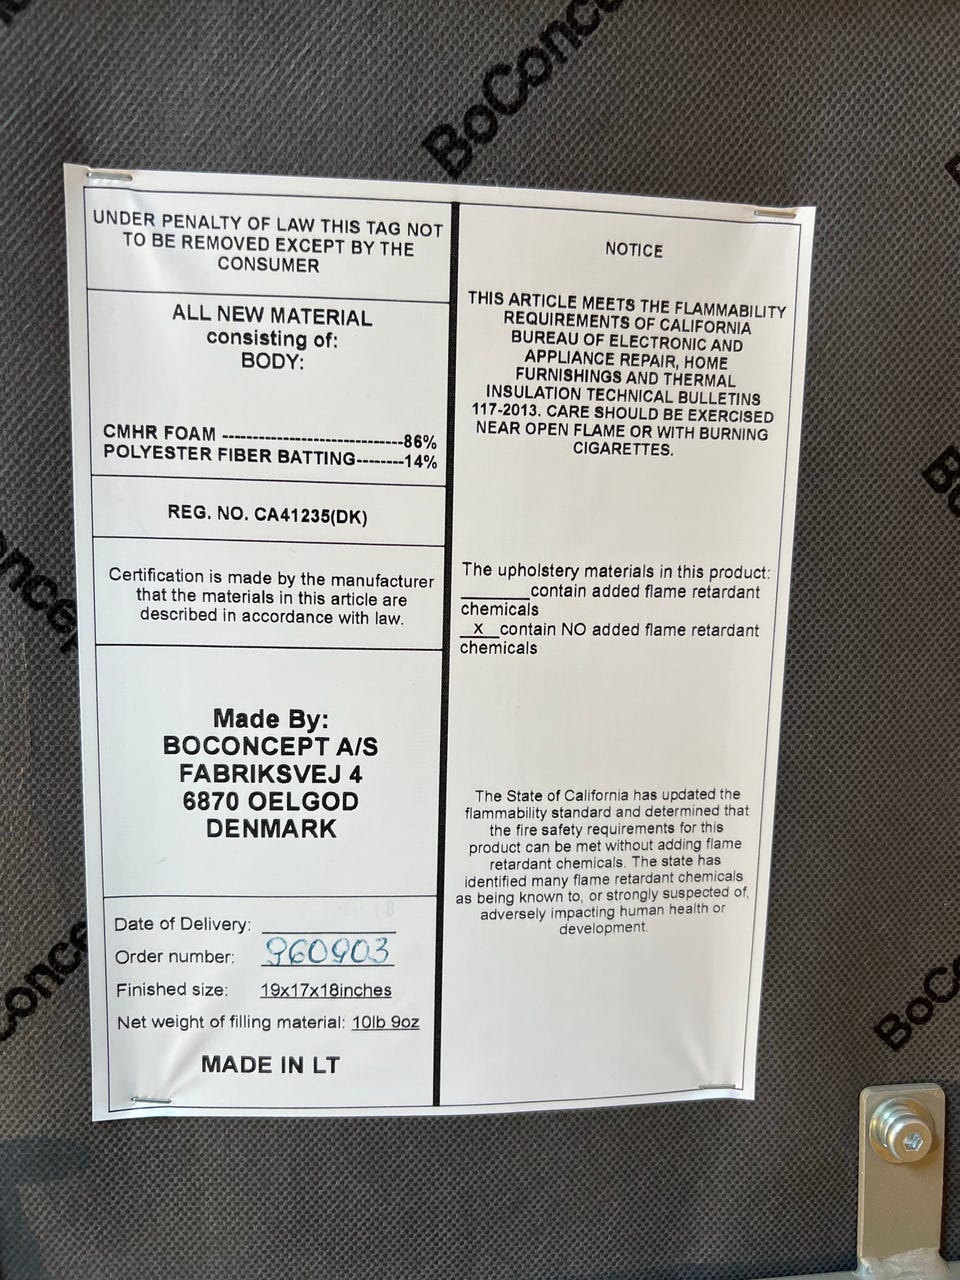 BoConc
UNDER PENALTY OF LAW THIS TAG NOT
TO BE REMOVED EXCEPT BY THE
CONSUMER
ALL NEW MATERIAL
consisting of:
BODY:
CMHR FOAM --------------------------------86%
POLYESTER FIBER BATTING--------14%
REG. NO. CA41235(DK)
Certification is made by the manufacturer
that the materials in this article are
described in accordance with law.
Made By:
BOCONCEPT A/S
FABRIKSVEJ 4
6870 OELGOD
DENMARK
Date of Delivery:
Order number: 960903
Finished size: 19x17x18inches
Net weight of filling material: 10lb 9oz
MADE IN LT
NOTICE
THIS ARTICLE MEETS THE FLAMMABILITY
REQUIREMENTS OF CALIFORNIA
BUREAU OF ELECTRONIC AND
APPLIANCE REPAIR, HOME
FURNISHINGS AND THERMAL
INSULATION TECHNICAL BULLETINS
117-2013. CARE SHOULD BE EXERCISED
NEAR OPEN FLAME OR WITH BURNING
CIGARETTES.
The upholstery materials in this product:
_______contain added flame retardant
chemicals
__x__contain NO added flame retardant
chemicals
The State of California has updated the
flammability standard and determined that
the fire safety requirements for this
product can be met without adding flame
retardant chemicals. The state has
identified many flame retardant chemicals
as being known to, or strongly suspected of,
adversely impacting human health or
development.
ncep
once
BoC